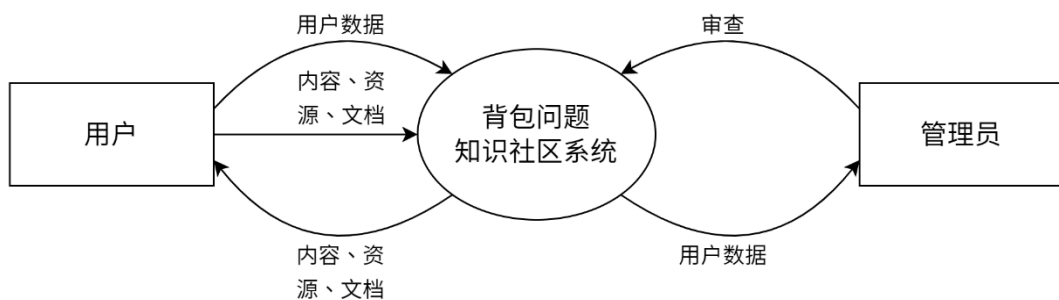 用户数据
审查
内容、资
源、文档
用户
背包问题
知识社区系统
管理员
内容、资
源、文档
用户数据